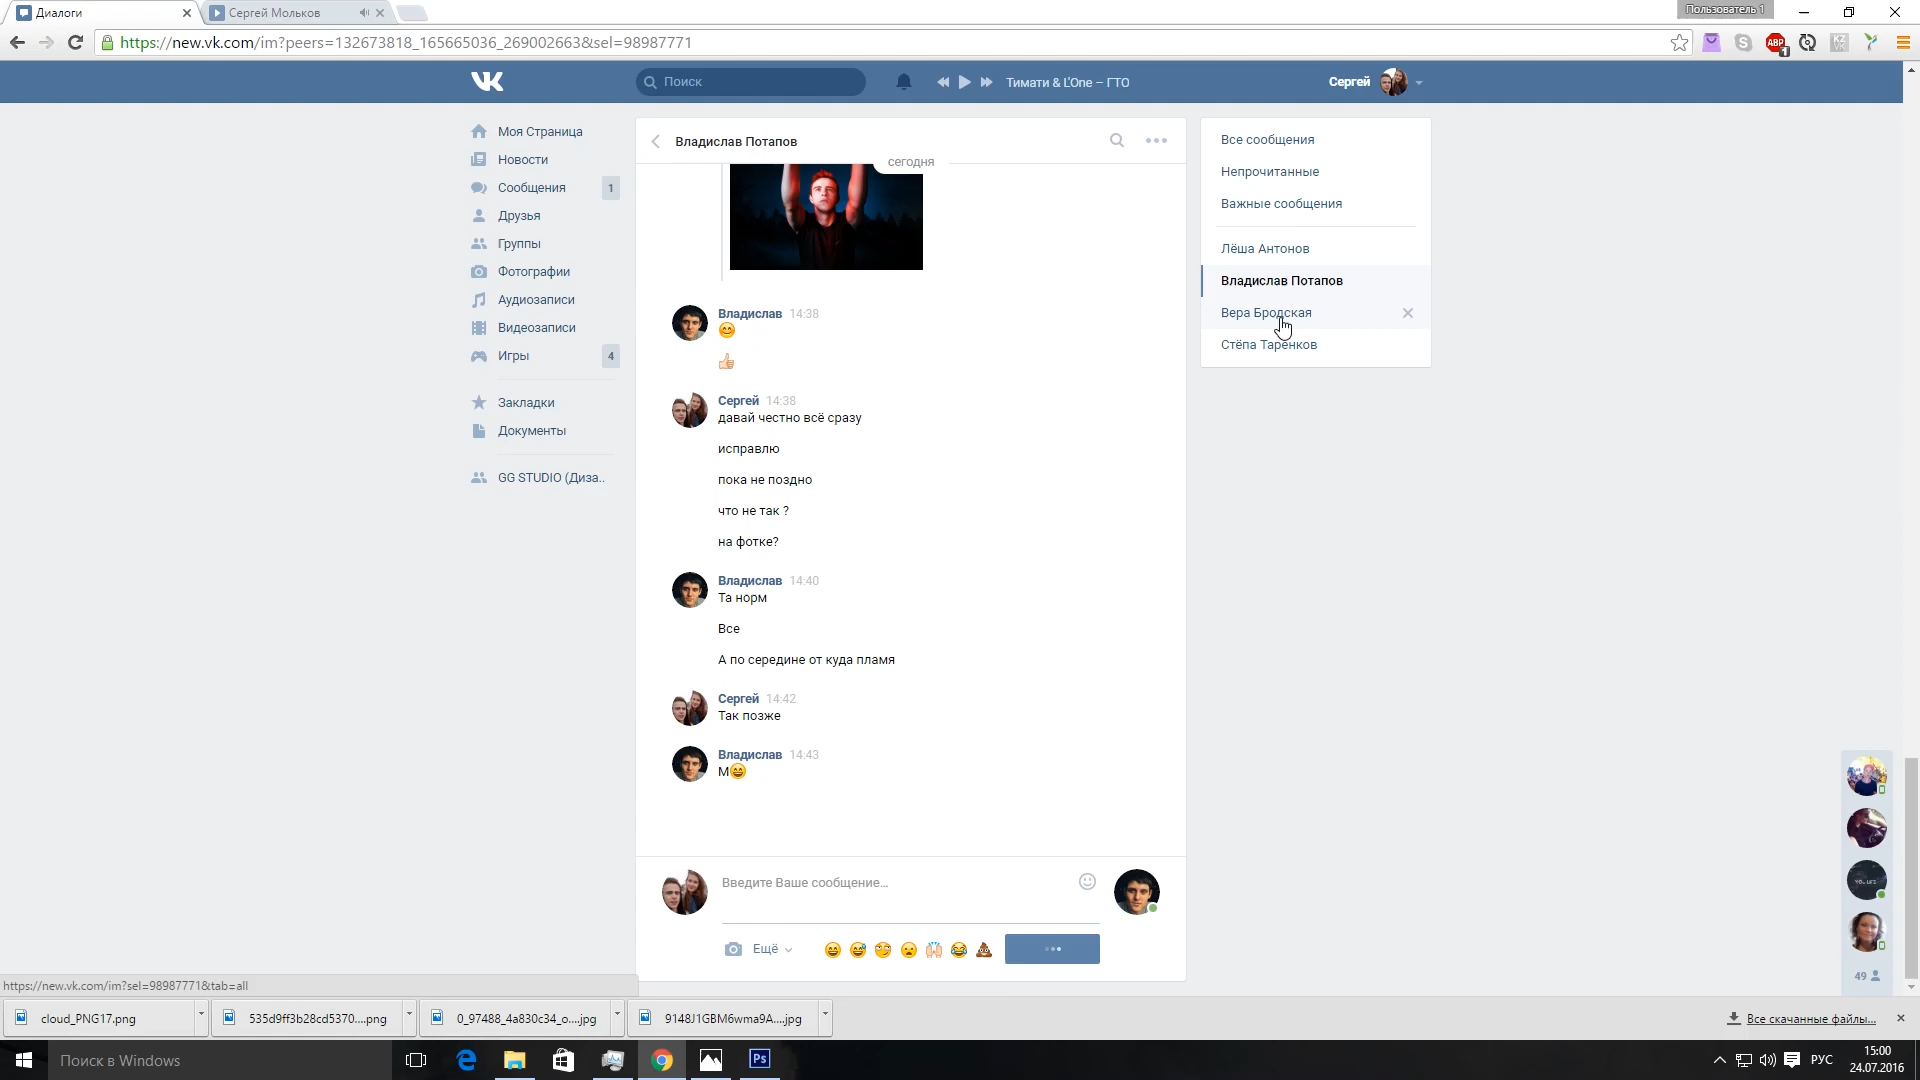 Диалоги
Сергей Мольков
Пользователь 1
https://new.vk.com/im?peers=132673818_165665036_269002663&sel=98987771
ABP
1
KZ
VK
Поиск
Тимати & L'One – ГТО
Сергей
Моя Страница
Новости
Сообщения
1
Друзья
Группы
Фотографии
Аудиозаписи
Видеозаписи
Игры
4
Закладки
Документы
GG STUDIO (Диза..
Владислав Потапов
сегодня
Владислав 14:38
Сергей 14:38
давай честно всё сразу
исправлю
пока не поздно
что не так ?
на фотке?
Владислав 14:40
Та норм
Все
А по середине от куда пламя
Сергей 14:42
Так позже
Владислав 14:43
М
Введите Ваше сообщение...
Ещё
Все сообщения
Непрочитанные
Важные сообщения
Лёша Антонов
Владислав Потапов
Вера Бродская
Стёпа Таренков
49
https://new.vk.com/im?sel=98987771&tab=all
cloud_PNG17.png
535d9ff3b28cd5370....png
0_97488_4a830c34_o....jpg
9148J1GBM6wma9A....jpg
Все скачанные файлы...
Поиск в Windows
Ps
РУС
15:00
24.07.2016